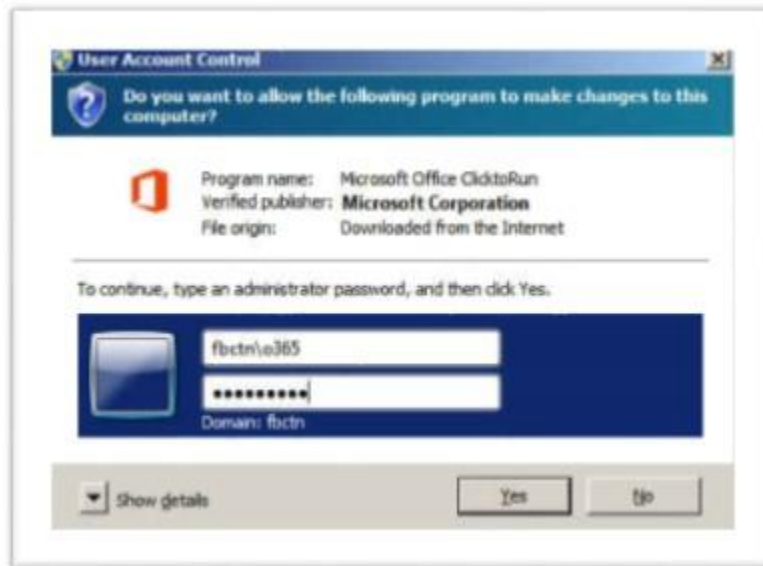 User Account Control
Do you want to allow the following program to make changes to this
computer?
Program name: Microsoft Office ClicktoRun
Verified publisher: Microsoft Corporation
File origin: Downloaded from the Internet
To continue, type an administrator password, and then click Yes.
fbctn\o365
•••••••••
Domain: fbctn
Show details
Yes
No